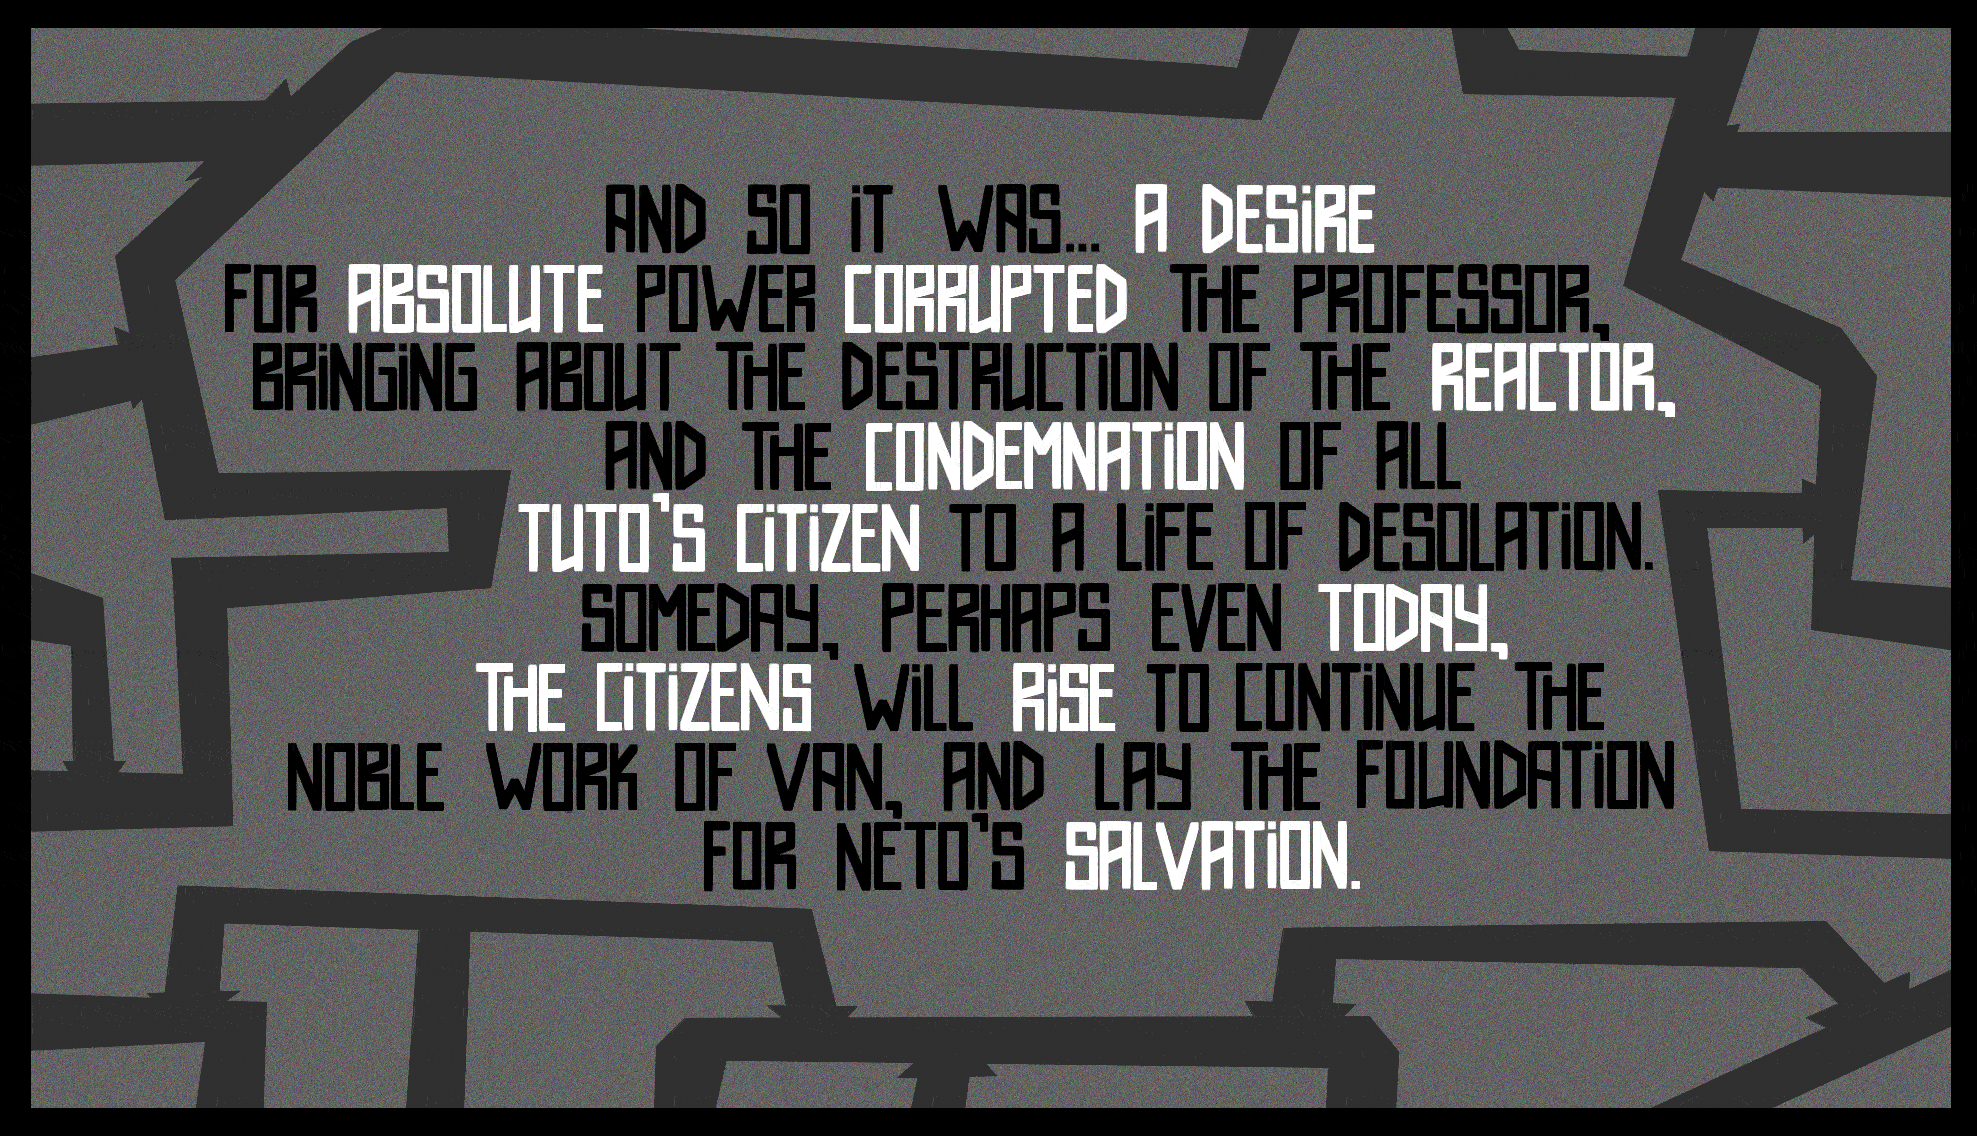 AND SO iT WAS... A DESiRE
FOR ABSOLUTE POWER CORRUPTED THE PROFESSOR,
BRiNGiNG ABOUT THE DESTRUCTiON OF THE REACTOR,
AND THE CONDEMNATiON OF ALL
TUTO'S CiTiZEN TO A LiFE OF DESOLATiON.
SOMEDAY, PERHAPS EVEN TODAY,
THE CiTiZENS WiLL RiSE TO CONTiNUE THE
NOBLE WORK OF VAN, AND LAY THE FOUNDATiON
FOR NETO'S SALVATiON.